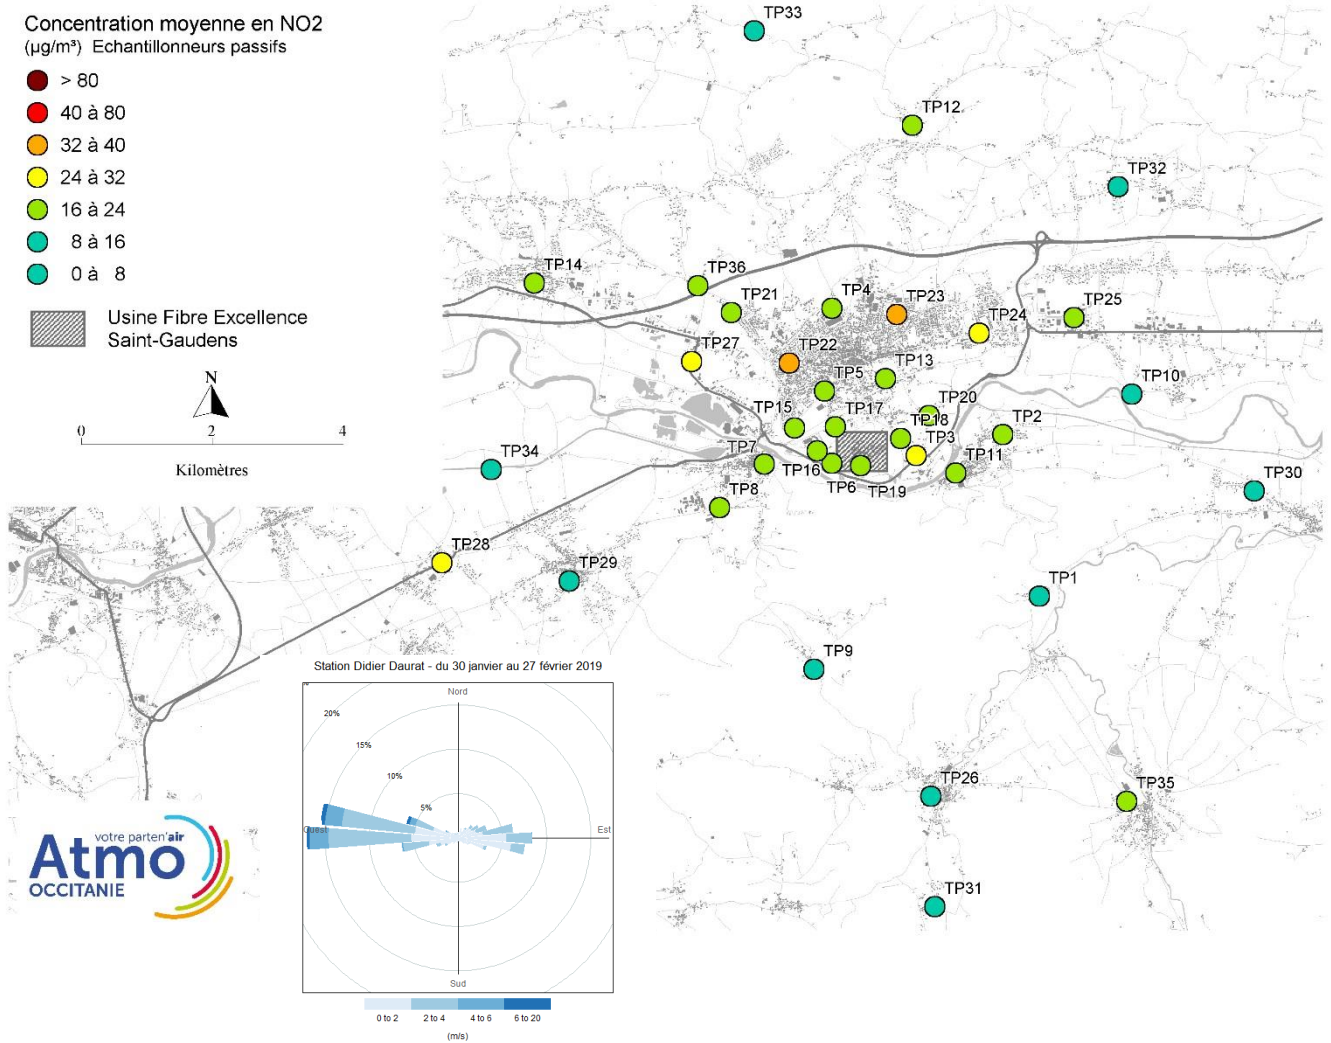 Concentration moyenne en NO2
(µg/m³) Echantillonneurs passifs
> 80
40 à 80
32 à 40
24 à 32
16 à 24
8 à 16
0 à 8
Usine Fibre Excellence
Saint-Gaudens
N
0 2 4
Kilomètres
TP33
TP12
TP32
TP14
TP36
TP21
TP4
TP23
TP25
TP24
TP27
TP22
TP13
TP5
TP10
TP20
TP15
TP17
TP18
TP2
TP3
TP7
TP16
TP11
TP6
TP19
TP34
TP30
TP8
TP28
TP29
TP1
TP9
TP26
TP35
TP31
Station Didier Daurat - du 30 janvier au 27 février 2019
Nord
%
20%
15%
10%
5%
Ouest
Est
Sud
0 to 2 2 to 4 4 to 6 6 to 20
(m/s)
votre parten'air
Atmo
OCCITANIE